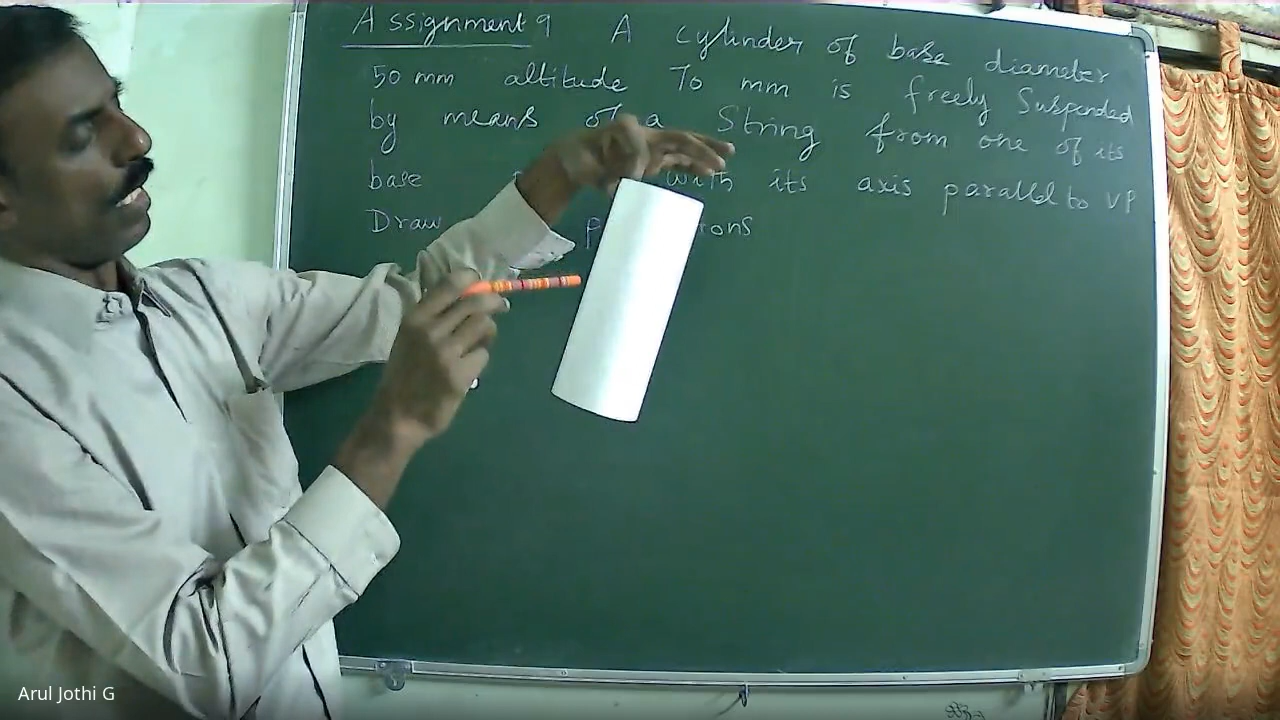 Assignment 9 A cylinder of base diameter
50 mm altitude 70 mm is freely Suspended
by means of a String from one of its
base with its axis parallel to VP
Draw
Arul Jothi G